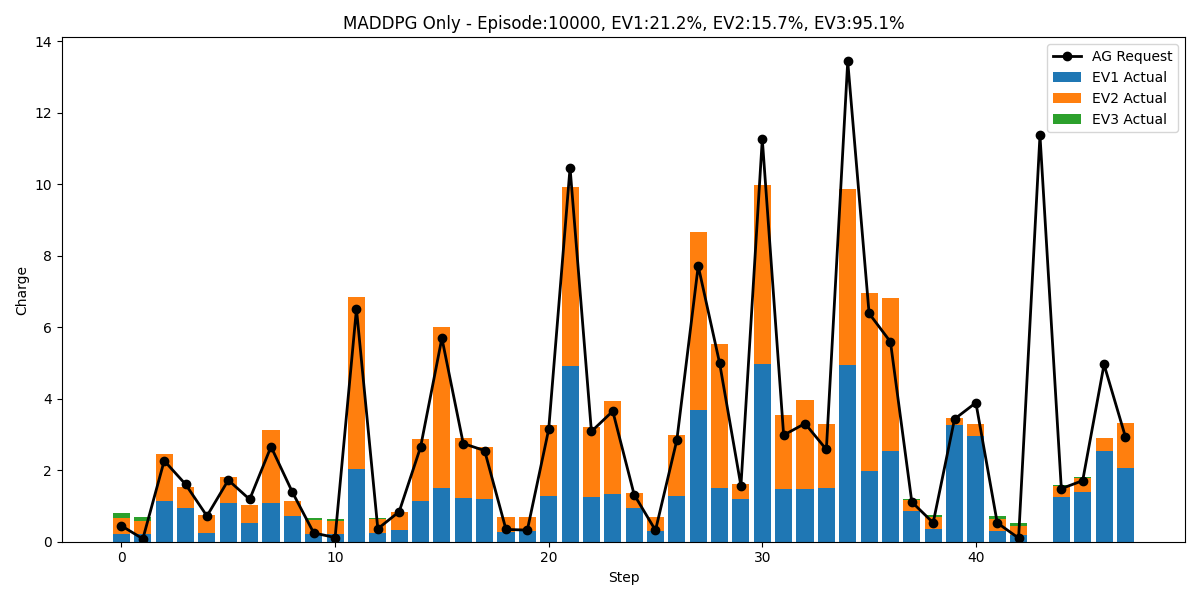 MADDPG Only - Episode:10000, EV1:21.2%, EV2:15.7%, EV3:95.1%
14
12
10
8
6
4
2
0
Charge
AG Request
EV1 Actual
EV2 Actual
EV3 Actual
0 10 20 30 40
Step